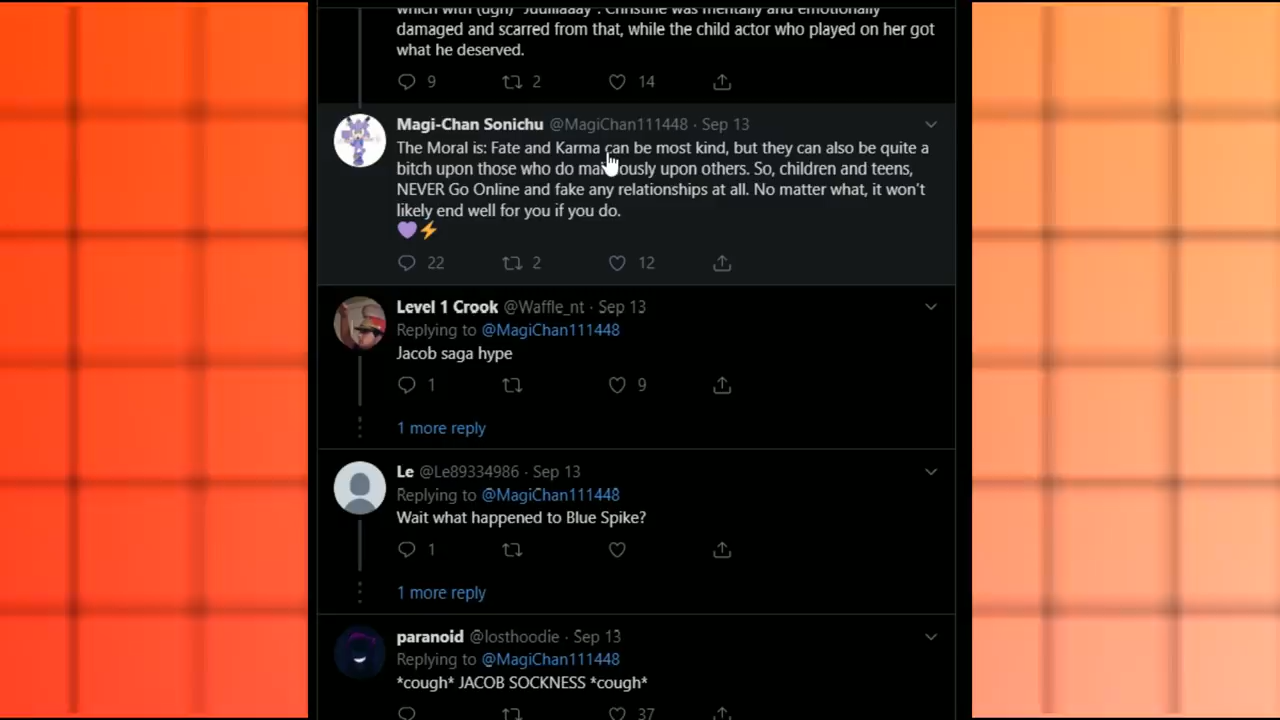 which with (ugh) "Juuliaaay". Christine was mentally and emotionally
damaged and scarred from that, while the child actor who played on her got
what he deserved.
9 2 14
Magi-Chan Sonichu @MagiChan111448 · Sep 13
The Moral is: Fate and Karma can be most kind, but they can also be quite a
bitch upon those who do maliciously upon others. So, children and teens,
NEVER Go Online and fake any relationships at all. No matter what, it won't
likely end well for you if you do.
💜⚡
22 2 12
Level 1 Crook @Waffle_nt · Sep 13
Replying to @MagiChan111448
Jacob saga hype
1 9
1 more reply
Le @Le89334986 · Sep 13
Replying to @MagiChan111448
Wait what happened to Blue Spike?
1
1 more reply
paranoid @losthoodie · Sep 13
Replying to @MagiChan111448
*cough* JACOB SOCKNESS *cough*
37